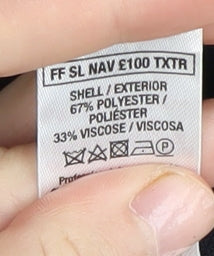 FF SL NAV £100 TXTR
SHELL / EXTERIOR
67% POLYESTER /
POLIÉSTER
33% VISCOSE / VISCOSA
P